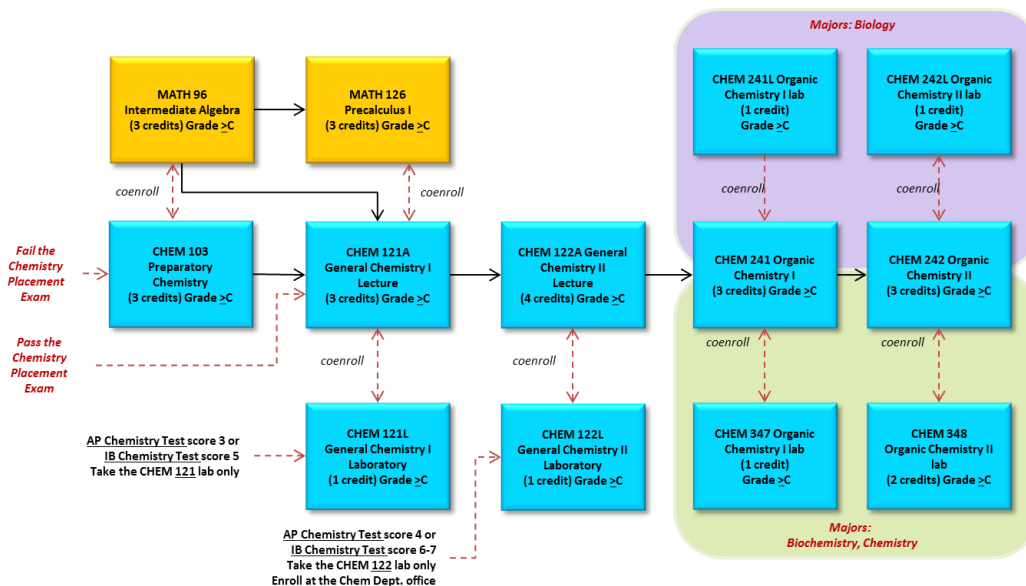 Majors: Biology
MATH 96
Intermediate Algebra
(3 credits) Grade ≥C
MATH 126
Precalculus I
(3 credits) Grade ≥C
CHEM 241L Organic
Chemistry I lab
(1 credit)
Grade ≥C
CHEM 242L Organic
Chemistry II lab
(1 credit)
Grade ≥C
coenroll
coenroll
coenroll
coenroll
Fail the
Chemistry
Placement
Exam
CHEM 103
Preparatory
Chemistry
(3 credits) Grade ≥C
CHEM 121A
General Chemistry I
Lecture
(3 credits) Grade ≥C
CHEM 122A General
Chemistry II
Lecture
(4 credits) Grade ≥C
CHEM 241 Organic
Chemistry I
(3 credits) Grade ≥C
CHEM 242 Organic
Chemistry II
(3 credits) Grade ≥C
Pass the
Chemistry
Placement
Exam
coenroll
coenroll
coenroll
coenroll
AP Chemistry Test score 3 or
IB Chemistry Test score 5
Take the CHEM 121 lab only
CHEM 121L
General Chemistry I
Laboratory
(1 credit) Grade ≥C
CHEM 122L
General Chemistry II
Laboratory
(1 credit) Grade ≥C
CHEM 347 Organic
Chemistry I lab
(1 credit)
Grade ≥C
CHEM 348
Organic Chemistry II
lab
(2 credits) Grade ≥C
AP Chemistry Test score 4 or
IB Chemistry Test score 6-7
Take the CHEM 122 lab only
Enroll at the Chem Dept. office
Majors:
Biochemistry, Chemistry